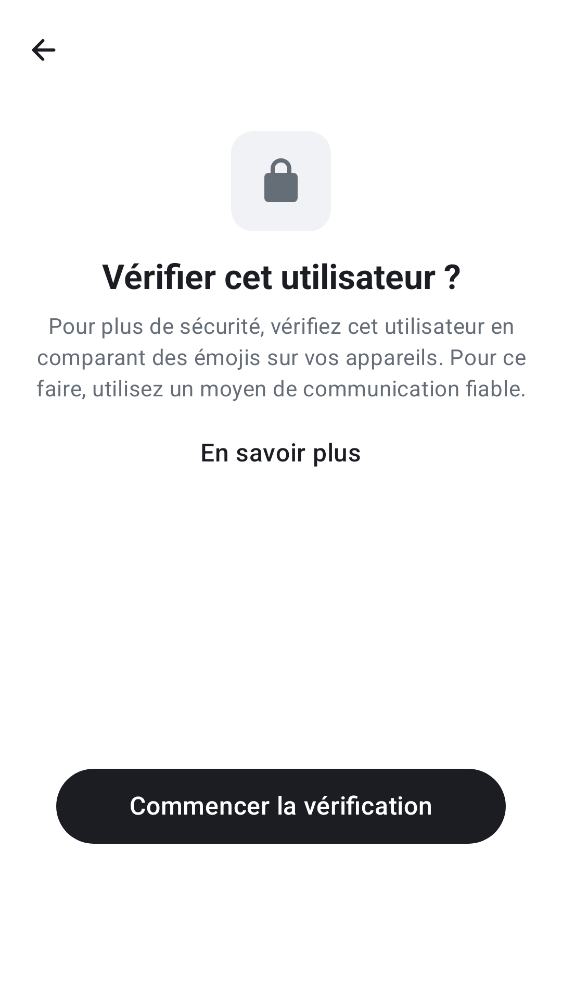 Vérifier cet utilisateur ?
Pour plus de sécurité, vérifiez cet utilisateur en
comparant des émojis sur vos appareils. Pour ce
faire, utilisez un moyen de communication fiable.
En savoir plus
Commencer la vérification